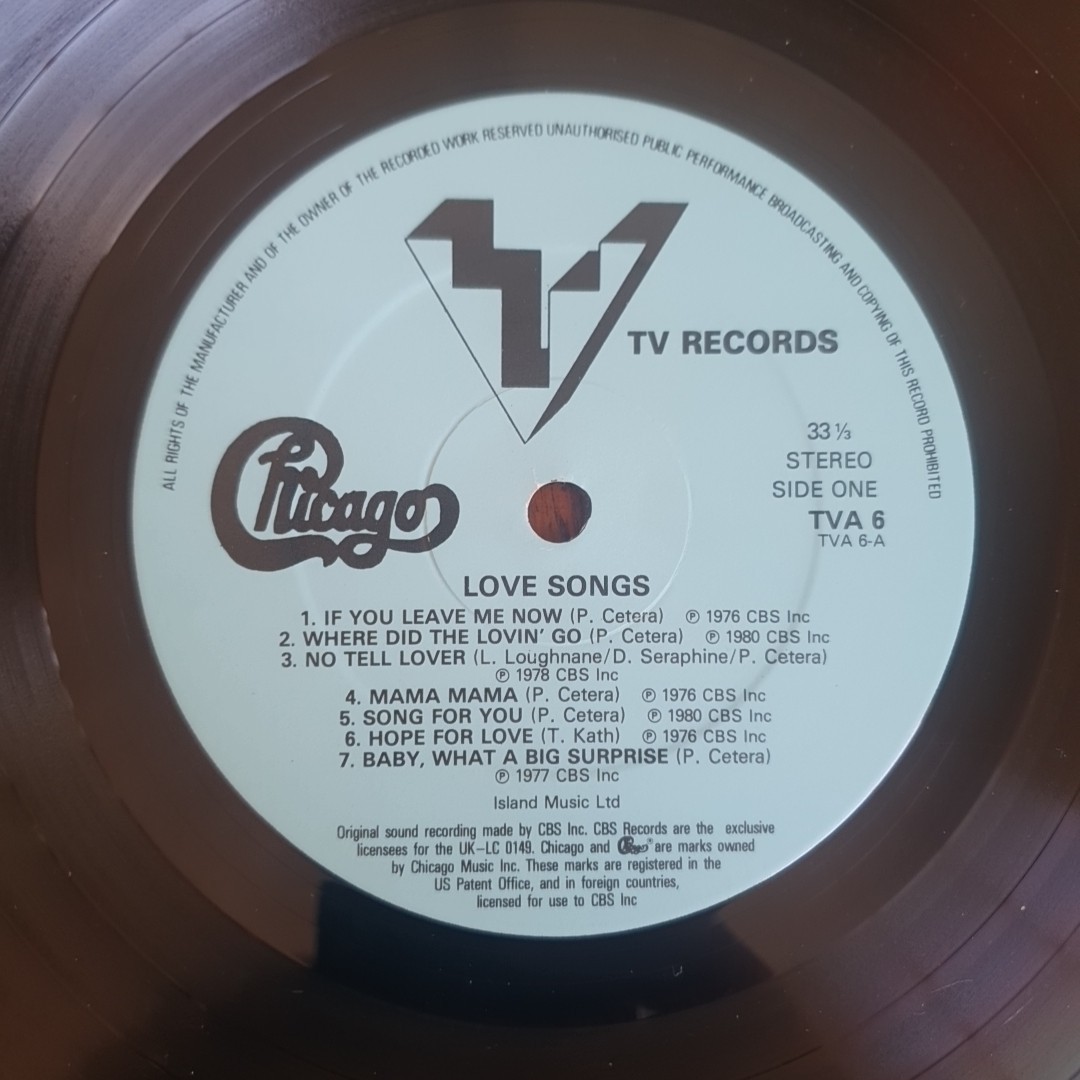 ALL RIGHTS OF THE MANUFACTURER AND OF THE OWNER OF THE RECORDED WORK RESERVED UNAUTHORISED PUBLIC PERFORMANCE BROADCASTING AND COPYING OF THIS RECORD PROHIBITED
TV
TV RECORDS
Chicago
33 ⅓
STEREO
SIDE ONE
TVA 6
TVA 6-A
LOVE SONGS
1. IF YOU LEAVE ME NOW (P. Cetera) ℗ 1976 CBS Inc
2. WHERE DID THE LOVIN' GO (P. Cetera) ℗ 1980 CBS Inc
3. NO TELL LOVER (L. Loughnane/D. Seraphine/P. Cetera)
℗ 1978 CBS Inc
4. MAMA MAMA (P. Cetera) ℗ 1976 CBS Inc
5. SONG FOR YOU (P. Cetera) ℗ 1980 CBS Inc
6. HOPE FOR LOVE (T. Kath) ℗ 1976 CBS Inc
7. BABY, WHAT A BIG SURPRISE (P. Cetera)
℗ 1977 CBS Inc
Island Music Ltd
Original sound recording made by CBS Inc. CBS Records are the exclusive
licensees for the UK–LC 0149. Chicago and Chicago® are marks owned
by Chicago Music Inc. These marks are registered in the
US Patent Office, and in foreign countries,
licensed for use to CBS Inc